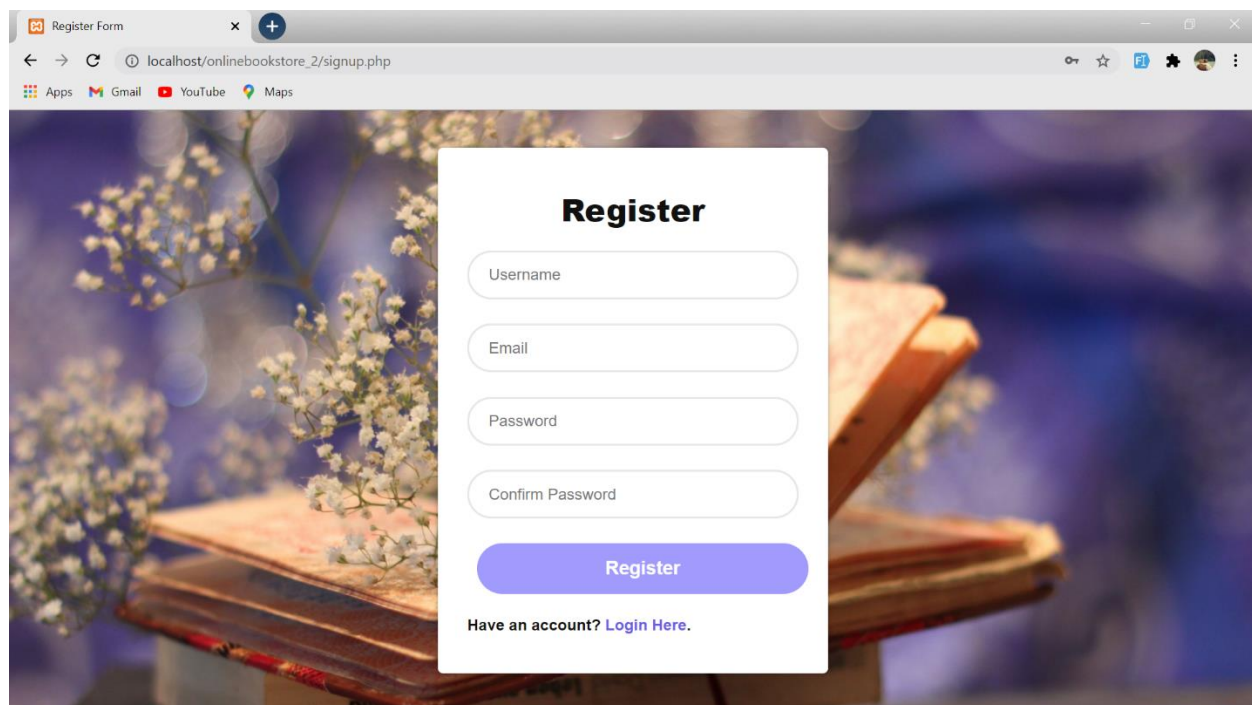 Register Form
localhost/onlinebookstore_2/signup.php
Apps Gmail YouTube Maps
Register
Username
Email
Password
Confirm Password
Register
Have an account? Login Here.